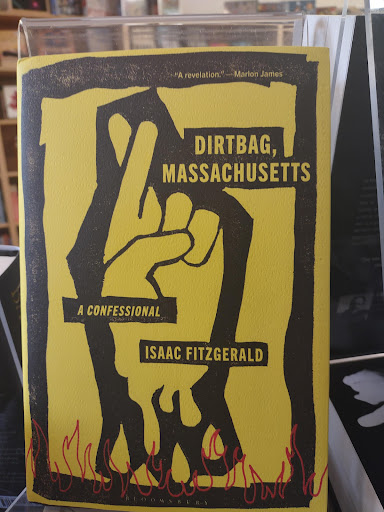 "A revelation." —Marlon James
DIRTBAG,
MASSACHUSETTS
A CONFESSIONAL
ISAAC FITZGERALD
BLOOMSBURY